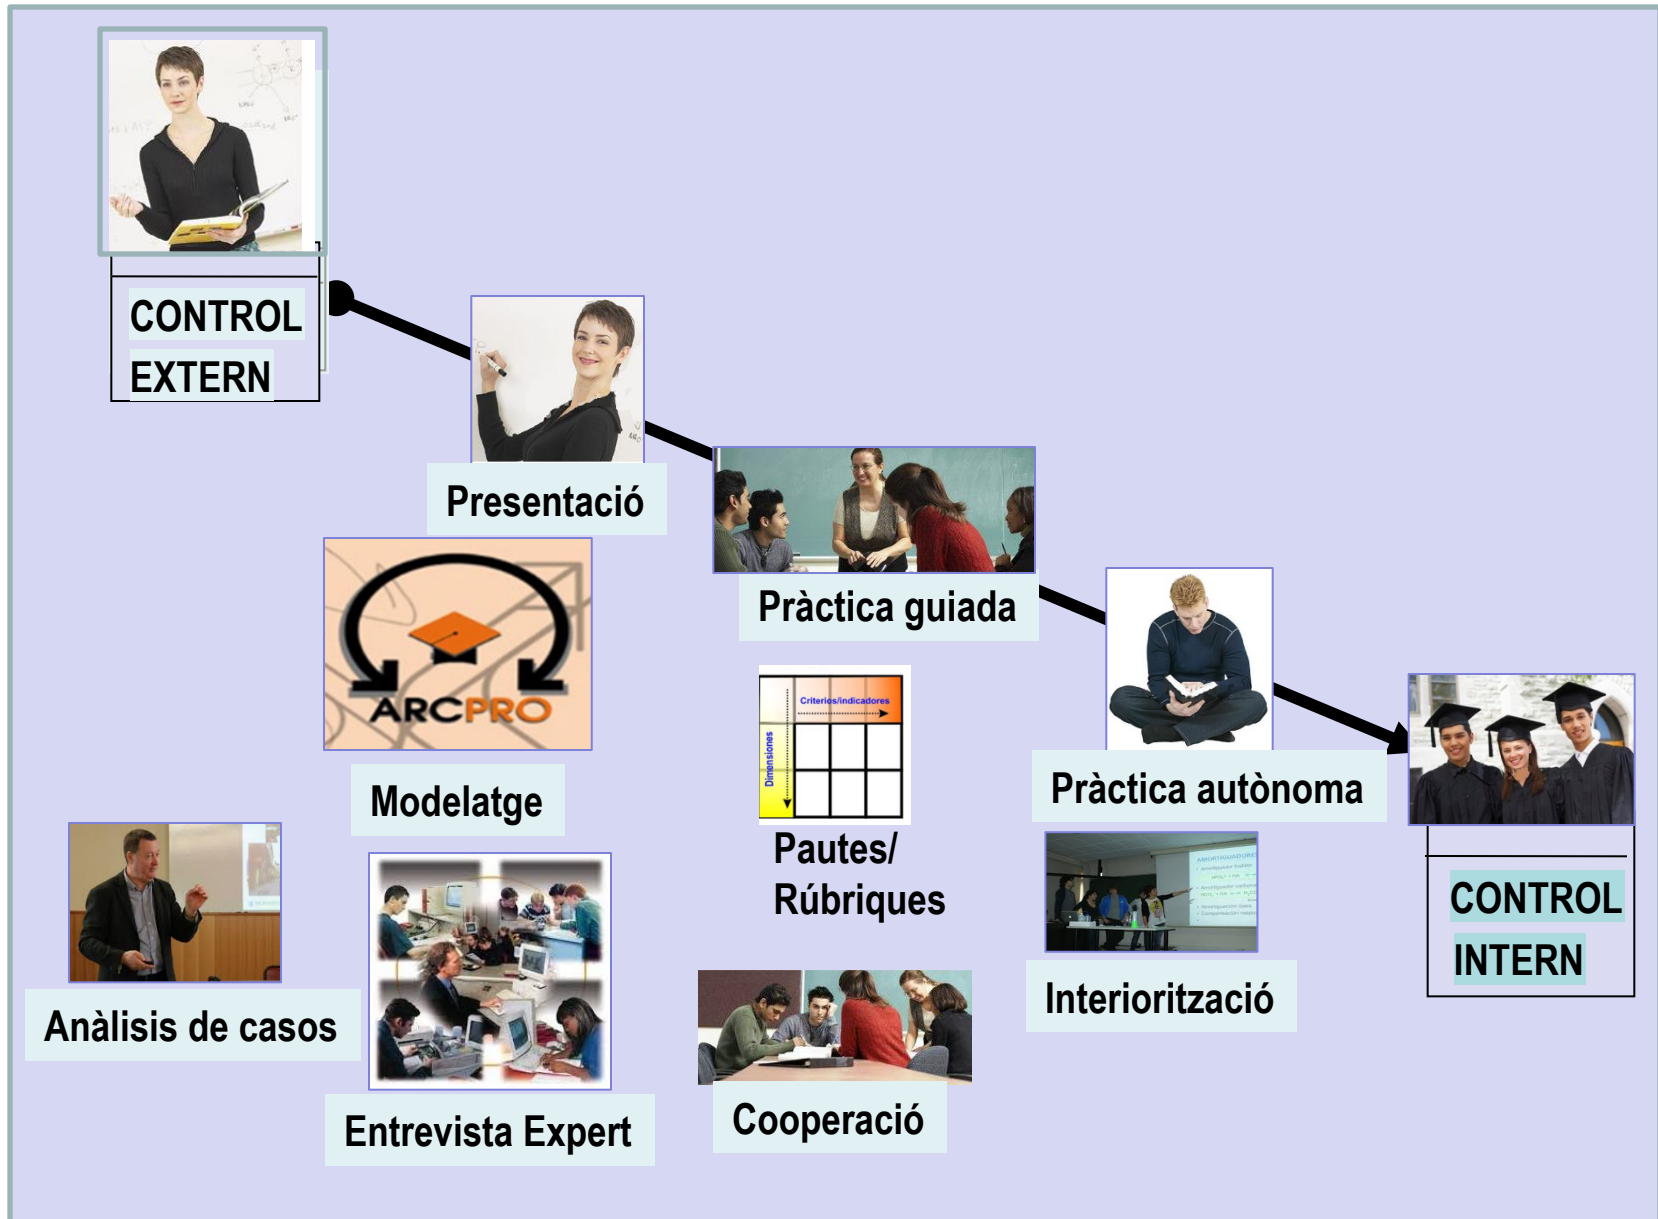 CONTROL
EXTERN
Presentació
Pràctica guiada
ARCPRO
Modelatge
Criterios/indicadores
Dimensiones
Pautes/
Rúbriques
Pràctica autònoma
CONTROL
INTERN
AMORTIGUADORES
Anàlisis de casos
Entrevista Expert
Cooperació
Interiorització